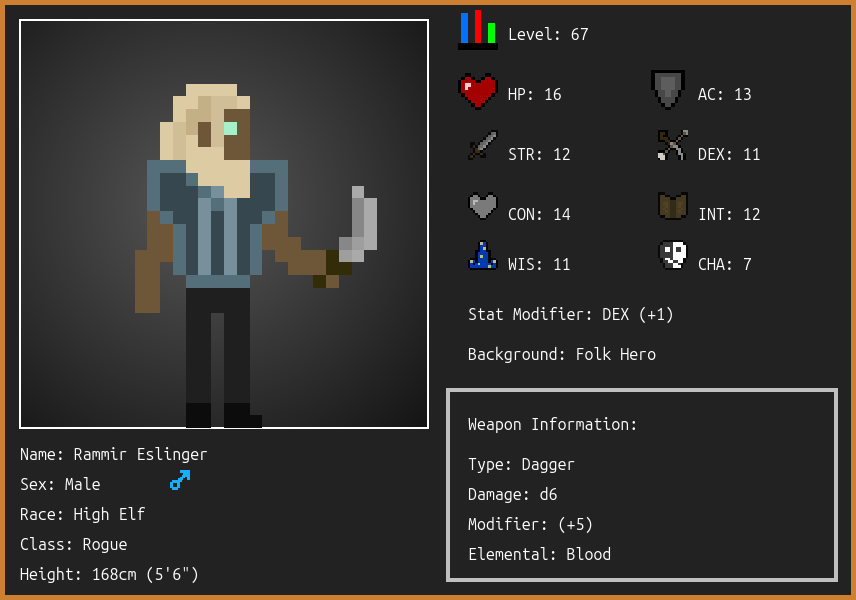 Level: 67
HP: 16
AC: 13
STR: 12
DEX: 11
CON: 14
INT: 12
WIS: 11
CHA: 7
Stat Modifier: DEX (+1)
Background: Folk Hero
Weapon Information:
Type: Dagger
Damage: d6
Modifier: (+5)
Elemental: Blood
Name: Rammir Eslinger
Sex: Male
Race: High Elf
Class: Rogue
Height: 168cm (5'6")